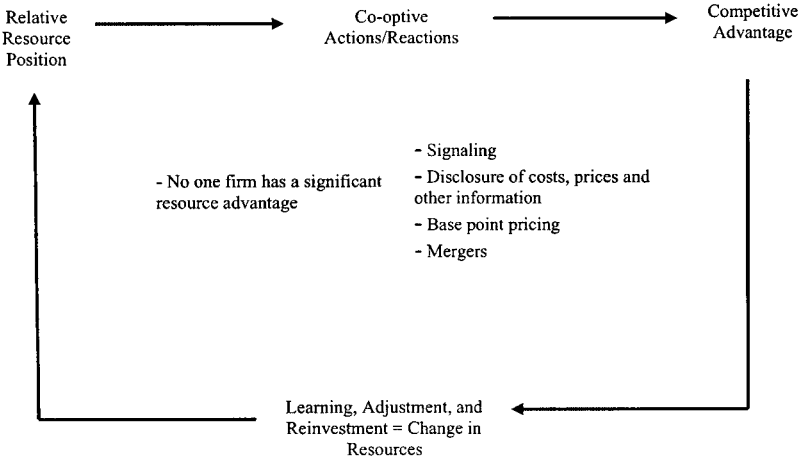 Relative
Resource
Position
Co-optive
Actions/Reactions
Competitive
Advantage
- No one firm has a significant
resource advantage
- Signaling
- Disclosure of costs, prices and
other information
- Base point pricing
- Mergers
Learning, Adjustment, and
Reinvestment = Change in
Resources